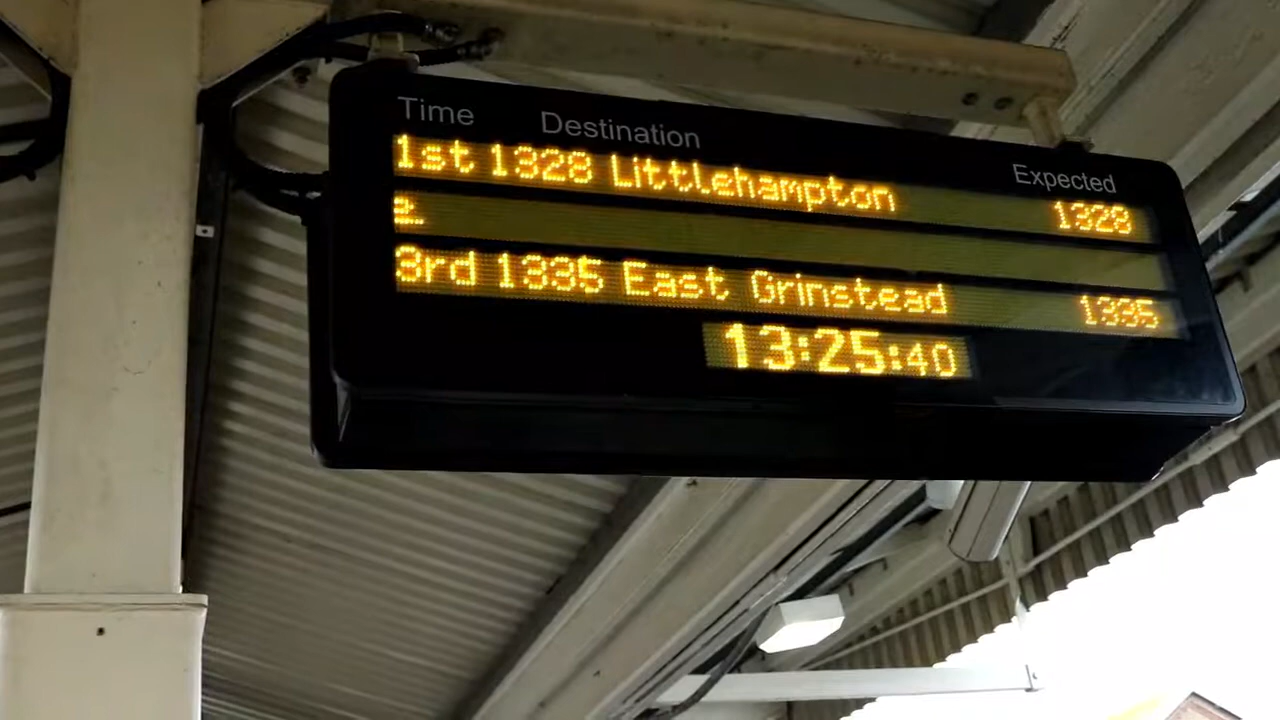 Time Destination Expected
1st 1328 Littlehampton 1328
3rd 1335 East Grinstead 1335
13:25:40